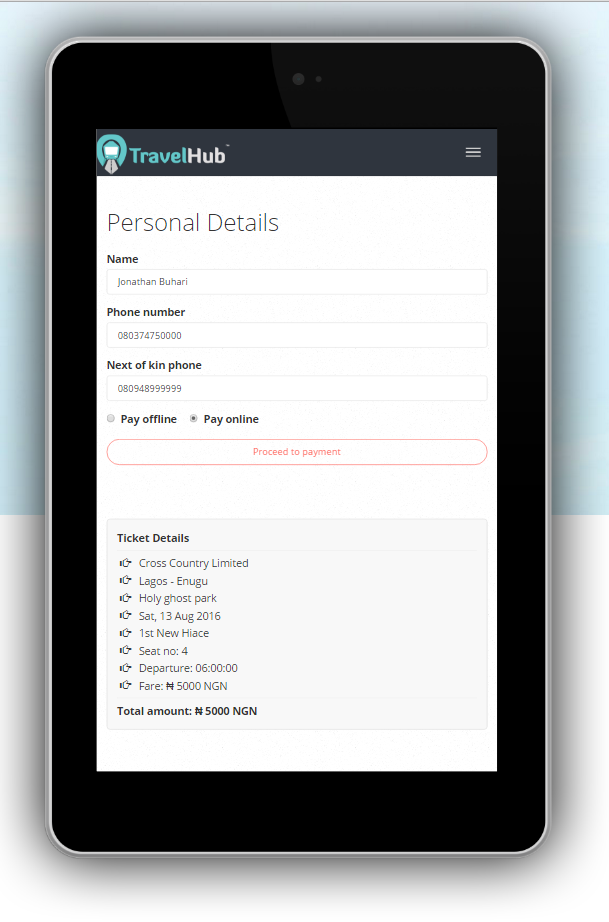 TravelHub™
Personal Details
Name
Jonathan Buhari
Phone number
080374750000
Next of kin phone
080948999999
Pay offline Pay online
Proceed to payment
Ticket Details
Cross Country Limited
Lagos - Enugu
Holy ghost park
Sat, 13 Aug 2016
1st New Hiace
Seat no: 4
Departure: 06:00:00
Fare: ₦ 5000 NGN
Total amount: ₦ 5000 NGN